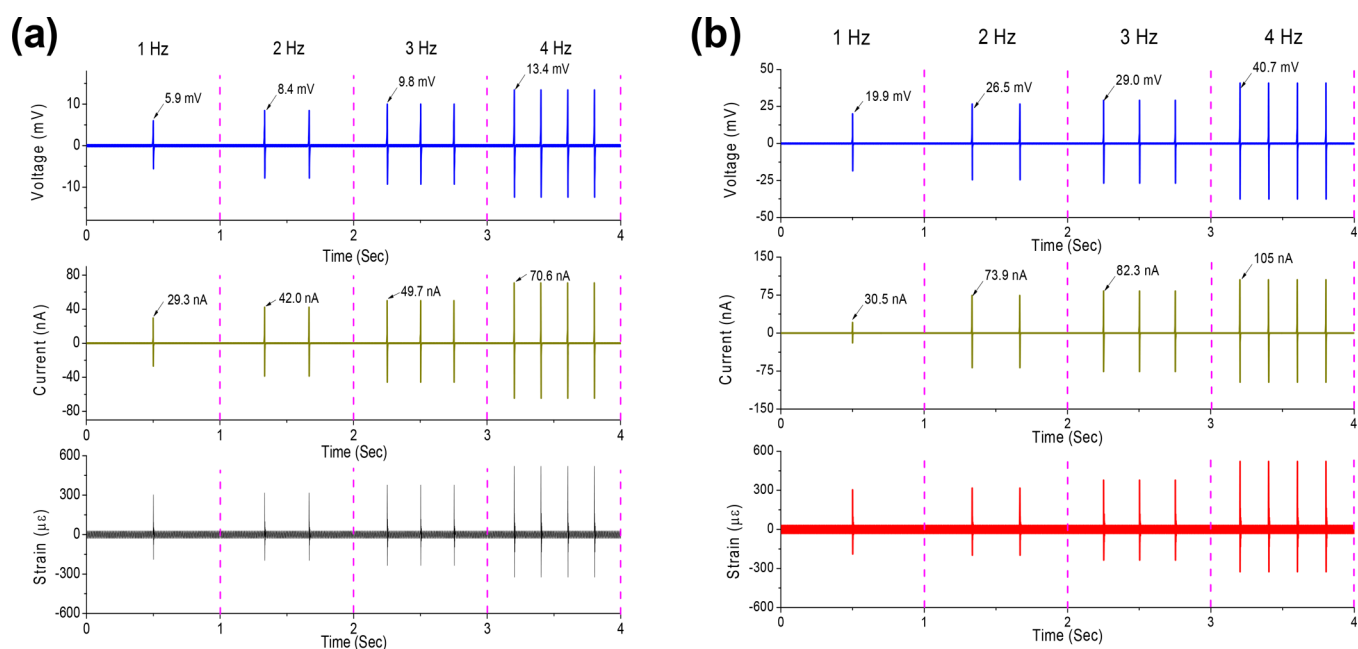 (a)
1 Hz 2 Hz 3 Hz 4 Hz
5.9 mV 8.4 mV 9.8 mV 13.4 mV
Voltage (mV)
10
0
-10
0 1 2 3 4
Time (Sec)
29.3 nA 42.0 nA 49.7 nA 70.6 nA
Current (nA)
80
40
0
-40
-80
0 1 2 3 4
Time (Sec)
Strain (με)
600
300
0
-300
-600
0 1 2 3 4
Time (Sec)
(b)
1 Hz 2 Hz 3 Hz 4 Hz
19.9 mV 26.5 mV 29.0 mV 40.7 mV
Voltage (mV)
50
25
0
-25
-50
0 1 2 3 4
Time (Sec)
30.5 nA 73.9 nA 82.3 nA 105 nA
Current (nA)
150
75
0
-75
-150
0 1 2 3 4
Time (Sec)
Strain (με)
600
300
0
-300
-600
0 1 2 3 4
Time (Sec)